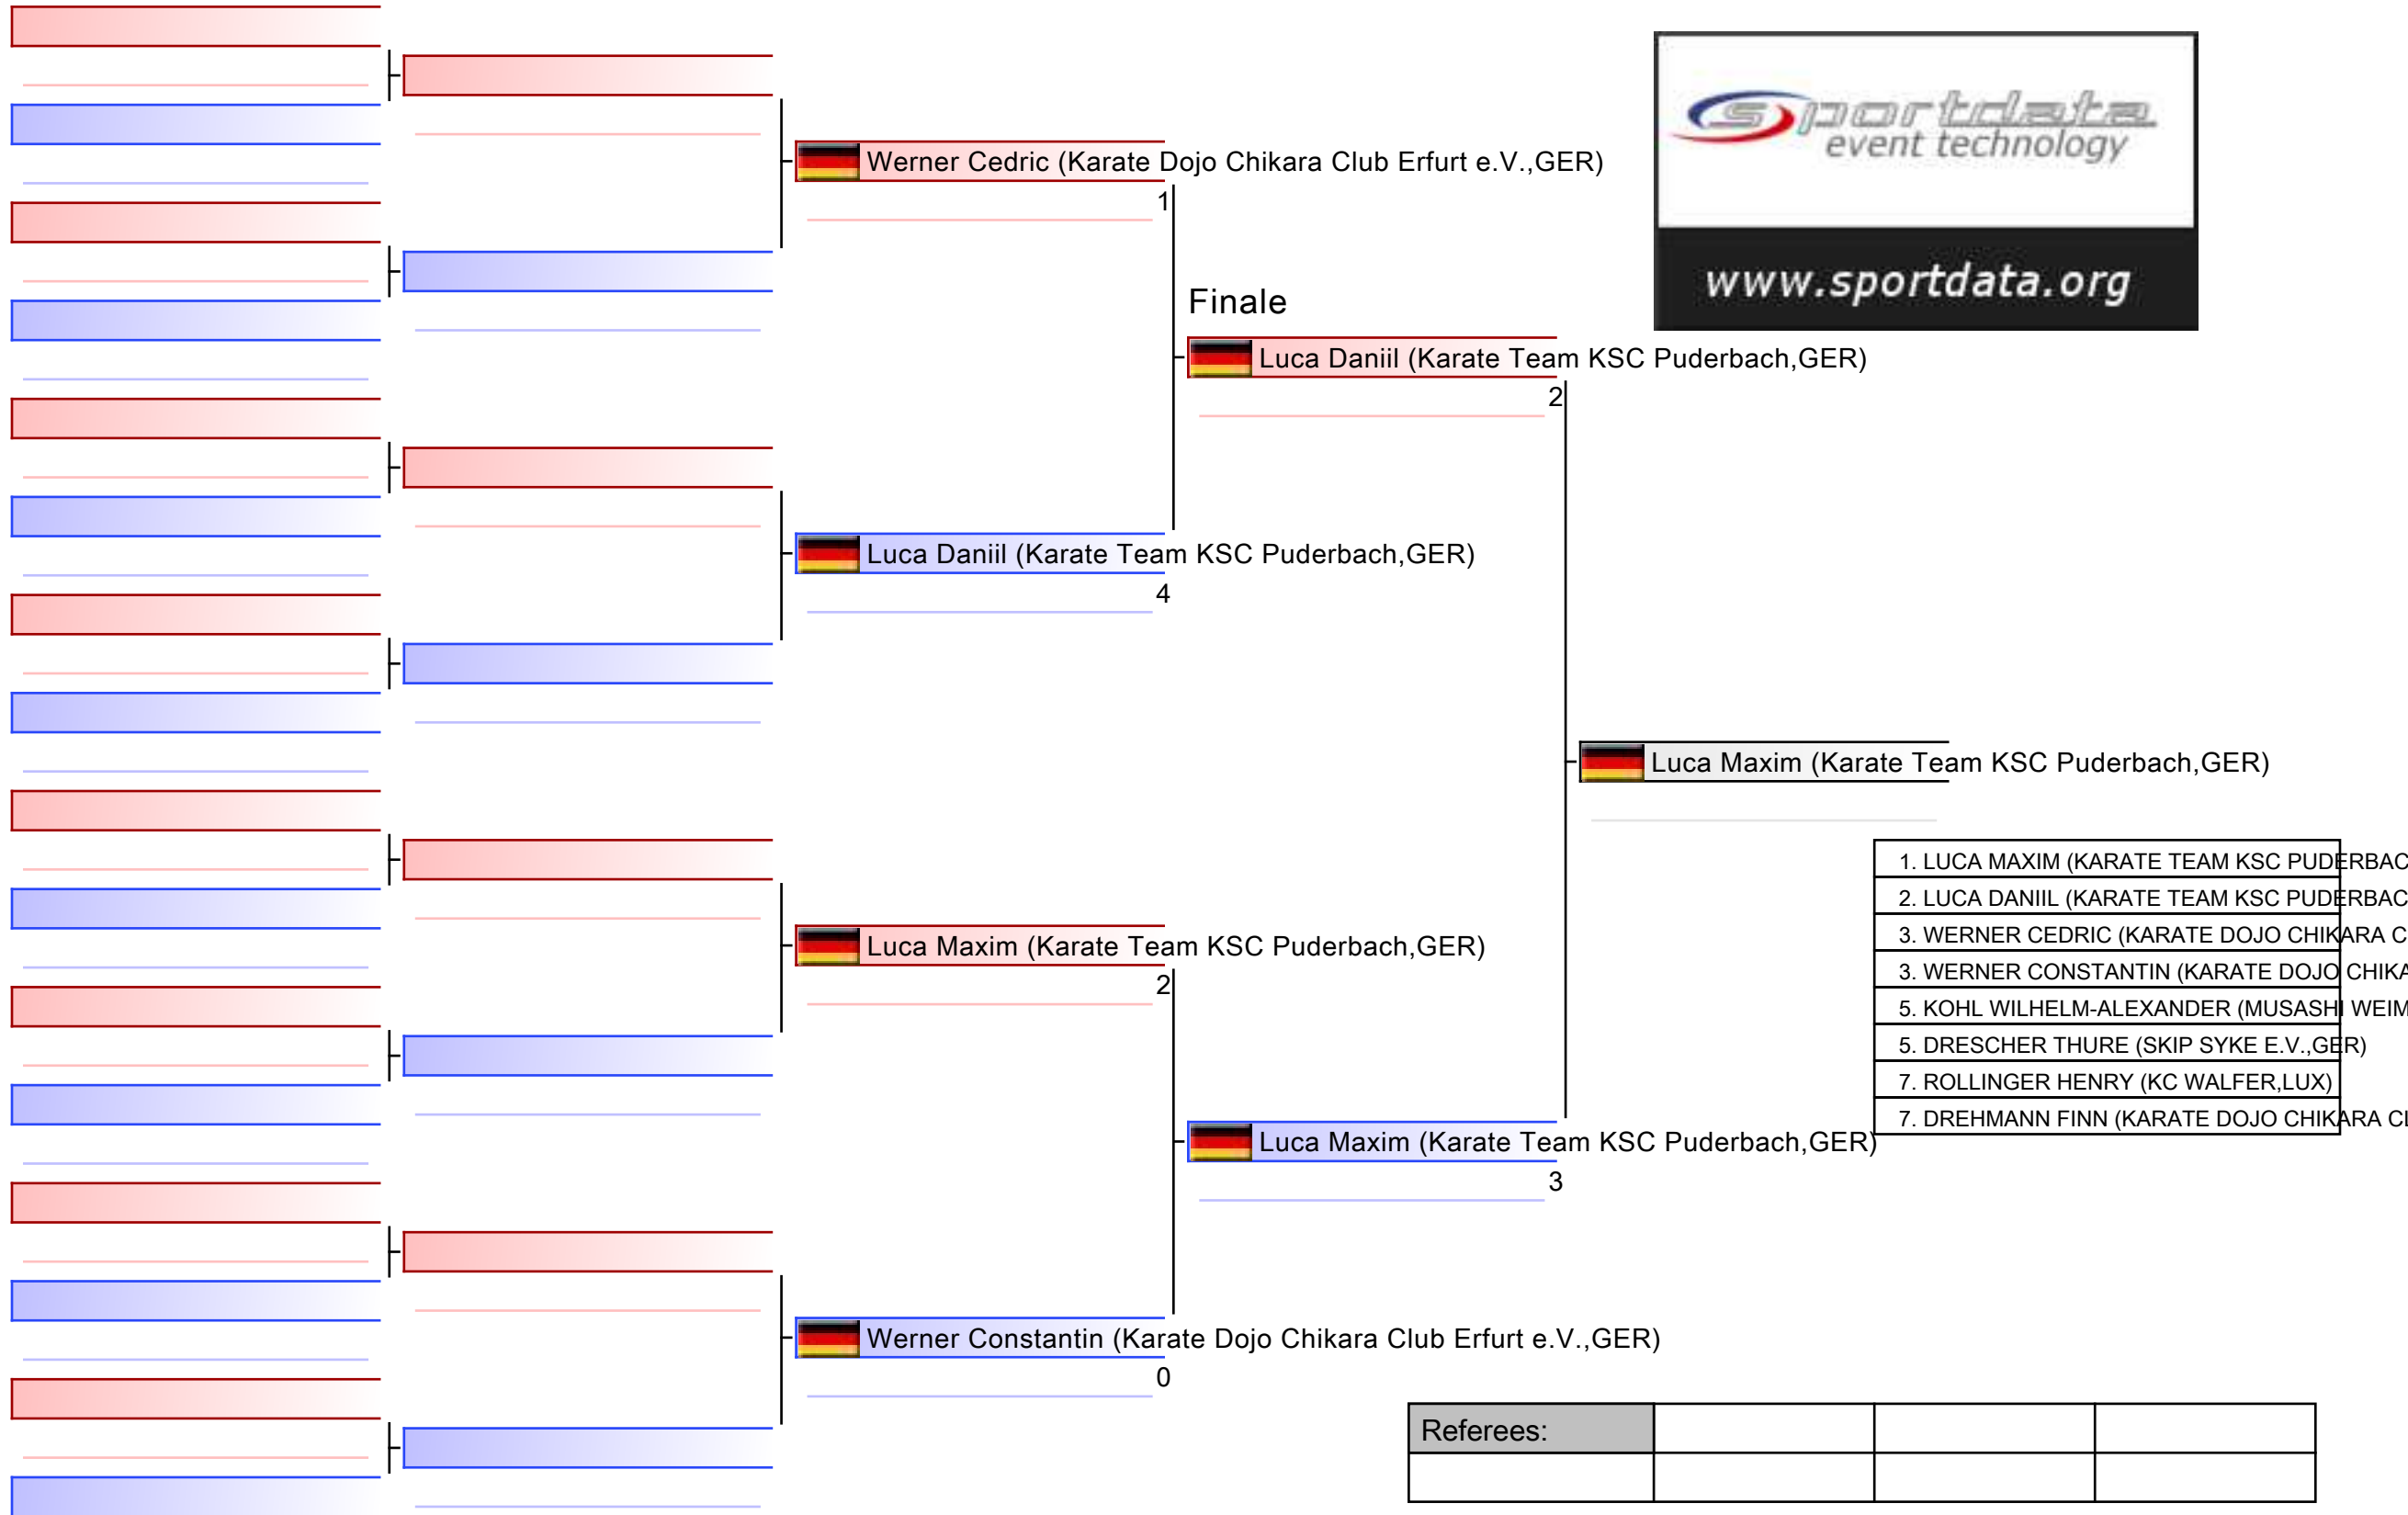 sportdata
event technology
www.sportdata.org
Werner Cedric (Karate Dojo Chikara Club Erfurt e.V.,GER)
1
Finale
Luca Daniil (Karate Team KSC Puderbach,GER)
2
Luca Daniil (Karate Team KSC Puderbach,GER)
4
Luca Maxim (Karate Team KSC Puderbach,GER)
1. LUCA MAXIM (KARATE TEAM KSC PUDERBAC
2. LUCA DANIIL (KARATE TEAM KSC PUDERBAC
3. WERNER CEDRIC (KARATE DOJO CHIKARA C
3. WERNER CONSTANTIN (KARATE DOJO CHIKA
5. KOHL WILHELM-ALEXANDER (MUSASHI WEIM
5. DRESCHER THURE (SKIP SYKE E.V.,GER)
7. ROLLINGER HENRY (KC WALFER,LUX)
7. DREHMANN FINN (KARATE DOJO CHIKARA CL
Luca Maxim (Karate Team KSC Puderbach,GER)
2
Luca Maxim (Karate Team KSC Puderbach,GER)
3
Werner Constantin (Karate Dojo Chikara Club Erfurt e.V.,GER)
0
Referees: